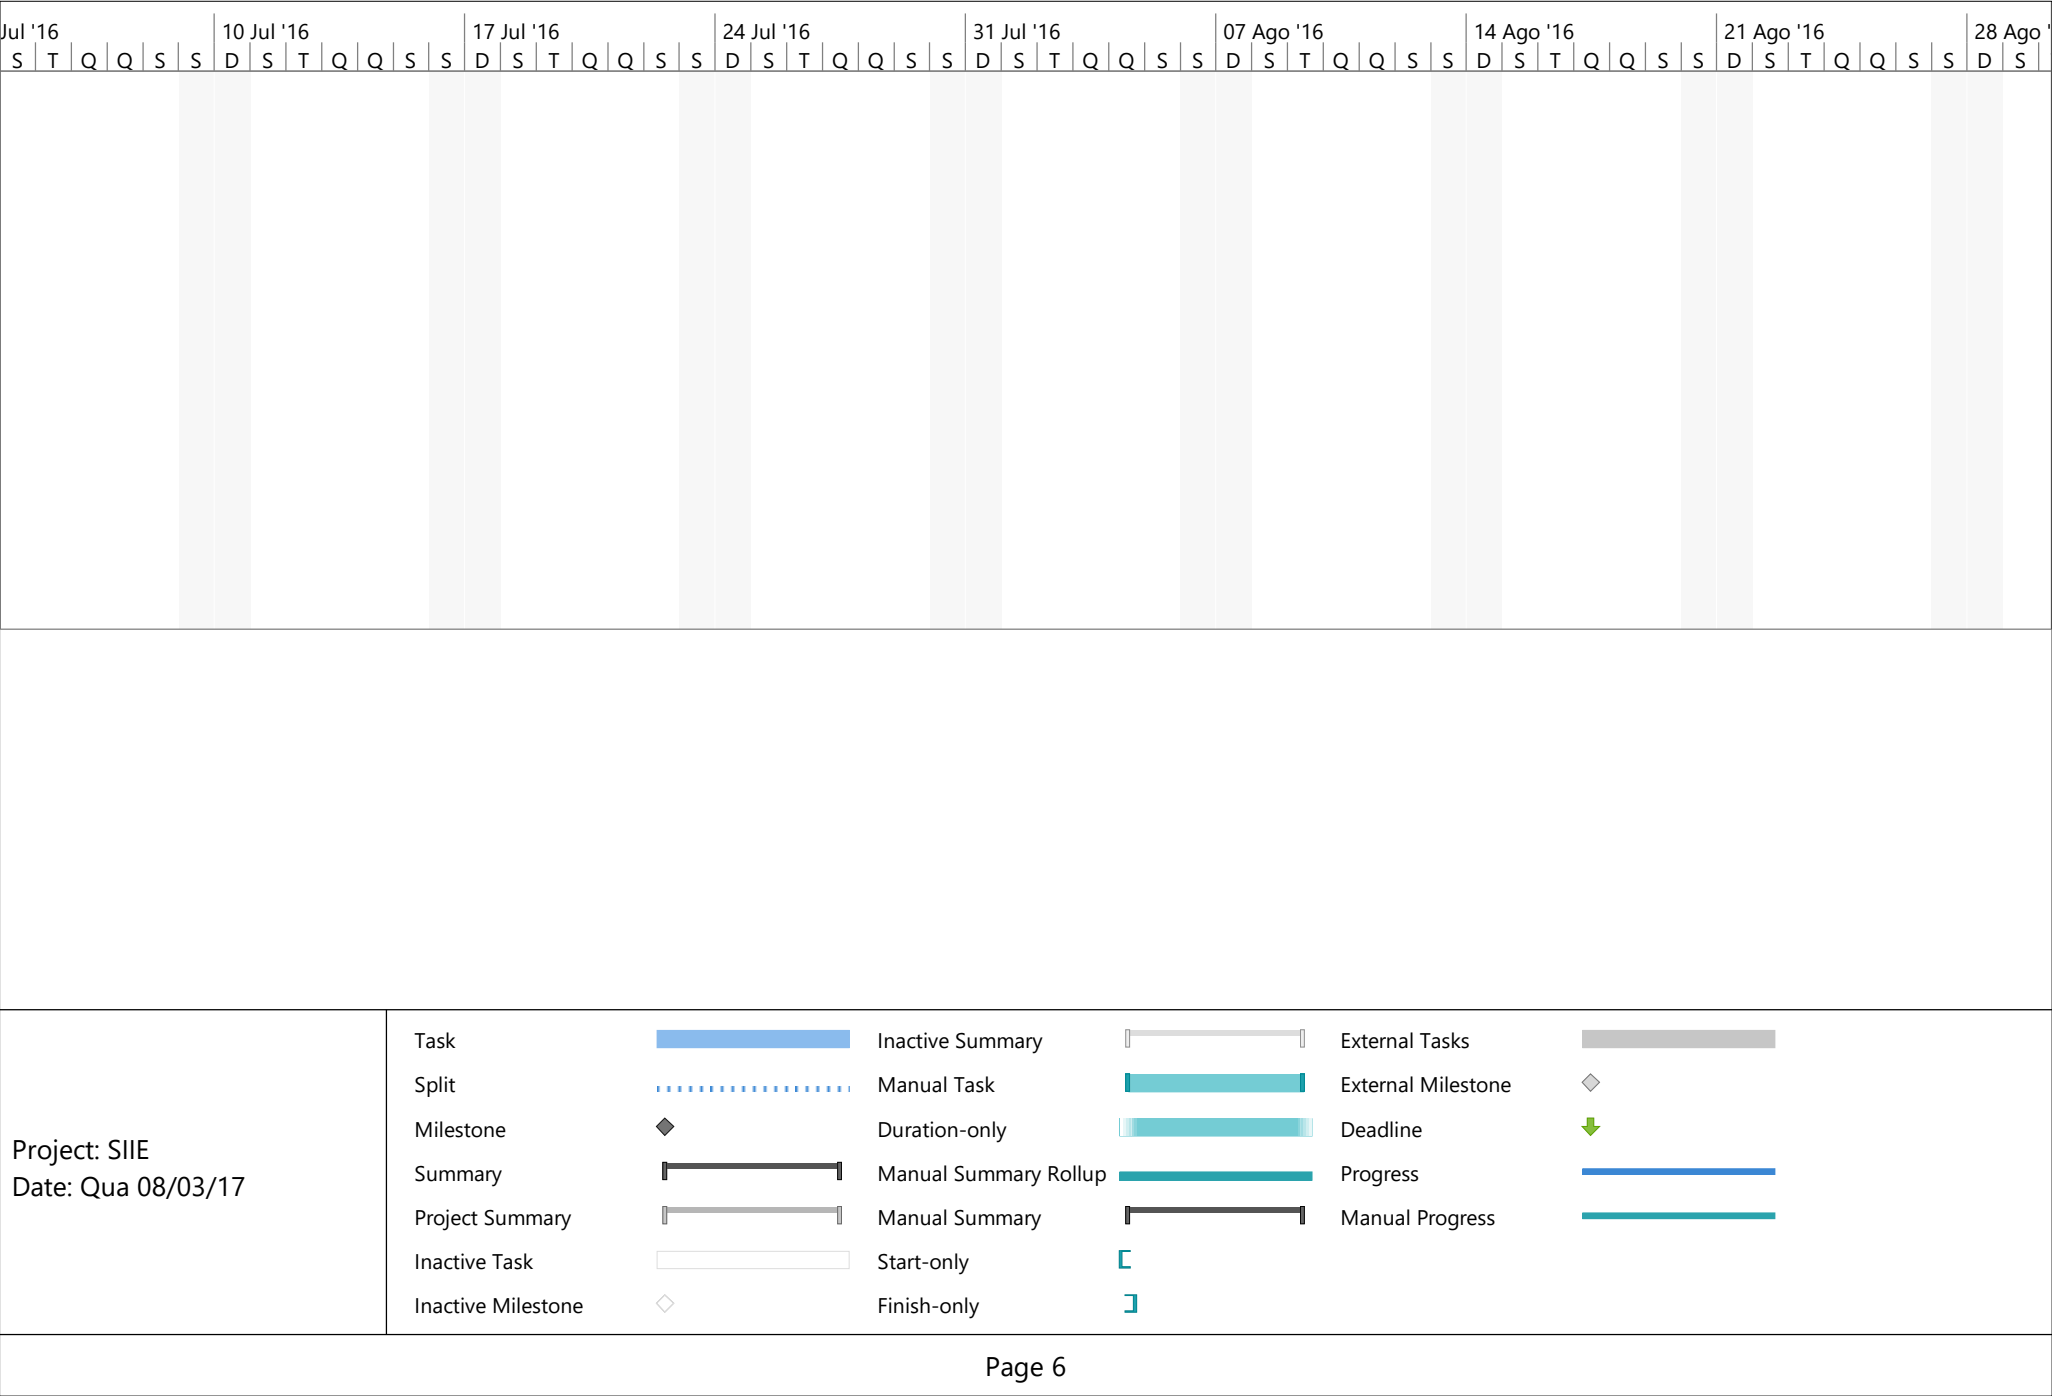 Jul '16 10 Jul '16 17 Jul '16 24 Jul '16 31 Jul '16 07 Ago '16 14 Ago '16 21 Ago '16 28 Ago '
S T Q Q S S D S T Q Q S S D S T Q Q S S D S T Q Q S S D S T Q Q S S D S T Q Q S S D S T Q Q S S D S T Q Q S S D S
Project: SIIE
Date: Qua 08/03/17
Task
Split
Milestone
Summary
Project Summary
Inactive Task
Inactive Milestone
Inactive Summary
Manual Task
Duration-only
Manual Summary Rollup
Manual Summary
Start-only
Finish-only
External Tasks
External Milestone
Deadline
Progress
Manual Progress
Page 6